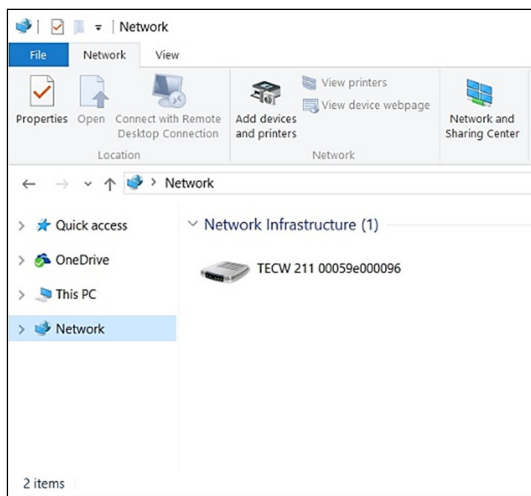 Network
File Network View
Properties Open Connect with Remote Desktop Connection Add devices and printers View printers View device webpage Network and Sharing Center
Location Network
Network
Quick access
OneDrive
This PC
Network
Network Infrastructure (1)
TECW 211 00059e000096
2 items